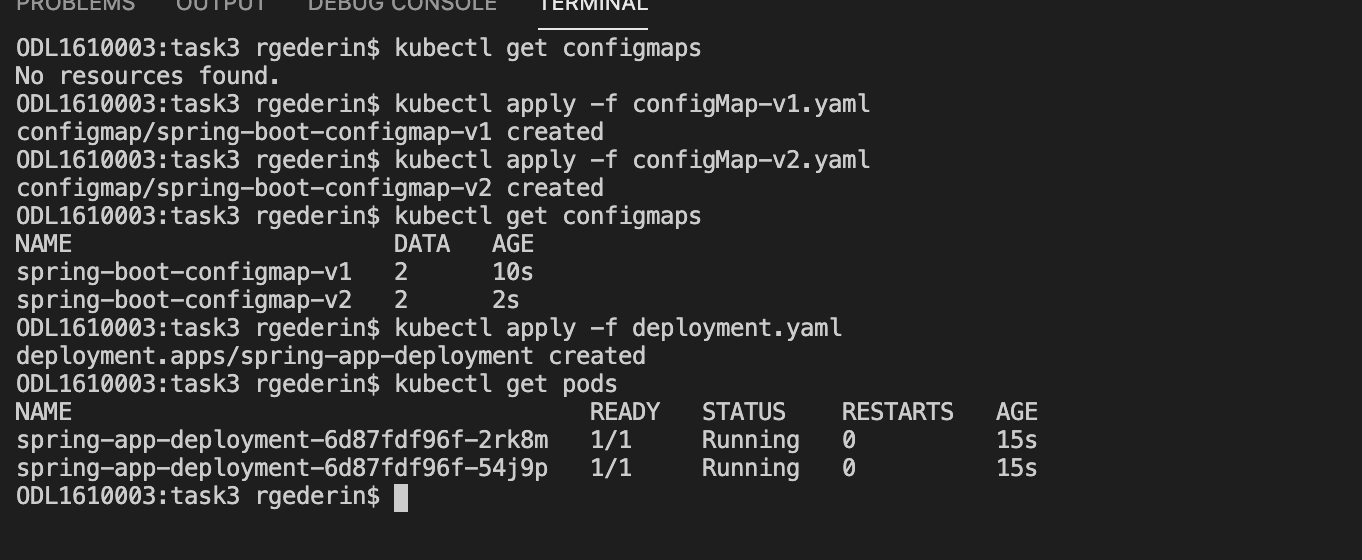 PROBLEMS OUTPUT DEBUG CONSOLE TERMINAL
ODL1610003:task3 rgederin$ kubectl get configmaps
No resources found.
ODL1610003:task3 rgederin$ kubectl apply -f configMap-v1.yaml
configmap/spring-boot-configmap-v1 created
ODL1610003:task3 rgederin$ kubectl apply -f configMap-v2.yaml
configmap/spring-boot-configmap-v2 created
ODL1610003:task3 rgederin$ kubectl get configmaps
NAME DATA AGE
spring-boot-configmap-v1 2 10s
spring-boot-configmap-v2 2 2s
ODL1610003:task3 rgederin$ kubectl apply -f deployment.yaml
deployment.apps/spring-app-deployment created
ODL1610003:task3 rgederin$ kubectl get pods
NAME READY STATUS RESTARTS AGE
spring-app-deployment-6d87fdf96f-2rk8m 1/1 Running 0 15s
spring-app-deployment-6d87fdf96f-54j9p 1/1 Running 0 15s
ODL1610003:task3 rgederin$